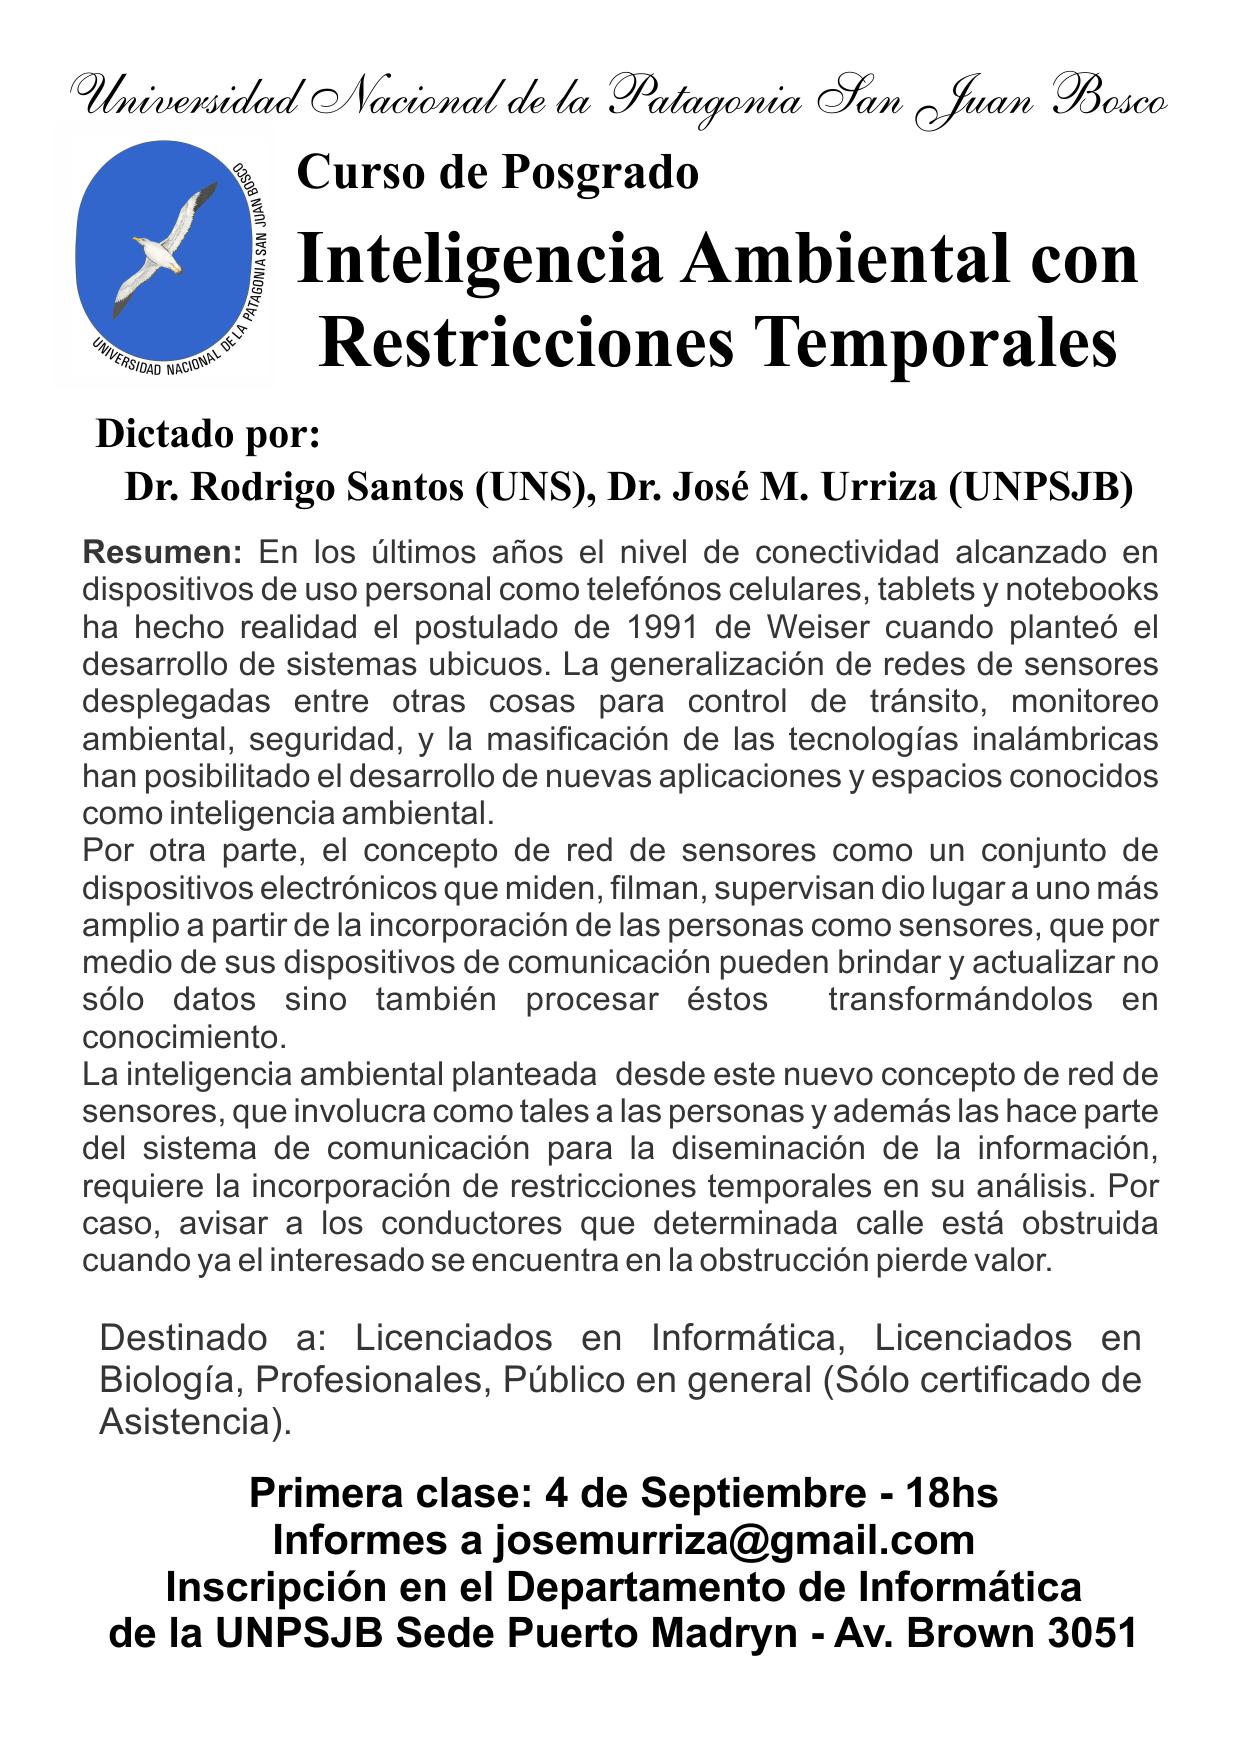 Universidad Nacional de la Patagonia San Juan Bosco
UNIVERSIDAD NACIONAL DE LA PATAGONIA SAN JUAN BOSCO
Curso de Posgrado
Inteligencia Ambiental con
Restricciones Temporales
Dictado por:
Dr. Rodrigo Santos (UNS), Dr. José M. Urriza (UNPSJB)
Resumen: En los últimos años el nivel de conectividad alcanzado en
dispositivos de uso personal como telefónos celulares, tablets y notebooks
ha hecho realidad el postulado de 1991 de Weiser cuando planteó el
desarrollo de sistemas ubicuos. La generalización de redes de sensores
desplegadas entre otras cosas para control de tránsito, monitoreo
ambiental, seguridad, y la masificación de las tecnologías inalámbricas
han posibilitado el desarrollo de nuevas aplicaciones y espacios conocidos
como inteligencia ambiental.
Por otra parte, el concepto de red de sensores como un conjunto de
dispositivos electrónicos que miden, filman, supervisan dio lugar a uno más
amplio a partir de la incorporación de las personas como sensores, que por
medio de sus dispositivos de comunicación pueden brindar y actualizar no
sólo datos sino también procesar éstos transformándolos en
conocimiento.
La inteligencia ambiental planteada desde este nuevo concepto de red de
sensores, que involucra como tales a las personas y además las hace parte
del sistema de comunicación para la diseminación de la información,
requiere la incorporación de restricciones temporales en su análisis. Por
caso, avisar a los conductores que determinada calle está obstruida
cuando ya el interesado se encuentra en la obstrucción pierde valor.
Destinado a: Licenciados en Informática, Licenciados en
Biología, Profesionales, Público en general (Sólo certificado de
Asistencia).
Primera clase: 4 de Septiembre - 18hs
Informes a josemurriza@gmail.com
Inscripción en el Departamento de Informática
de la UNPSJB Sede Puerto Madryn - Av. Brown 3051